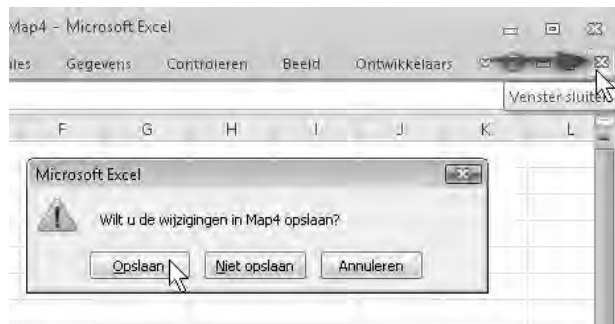 Map4 - Microsoft Excel
Gegevens Controleren Beeld Ontwikkelaars
Venster sluiten
F G H I J K L
Microsoft Excel
Wilt u de wijzigingen in Map4 opslaan?
Opslaan Niet opslaan Annuleren